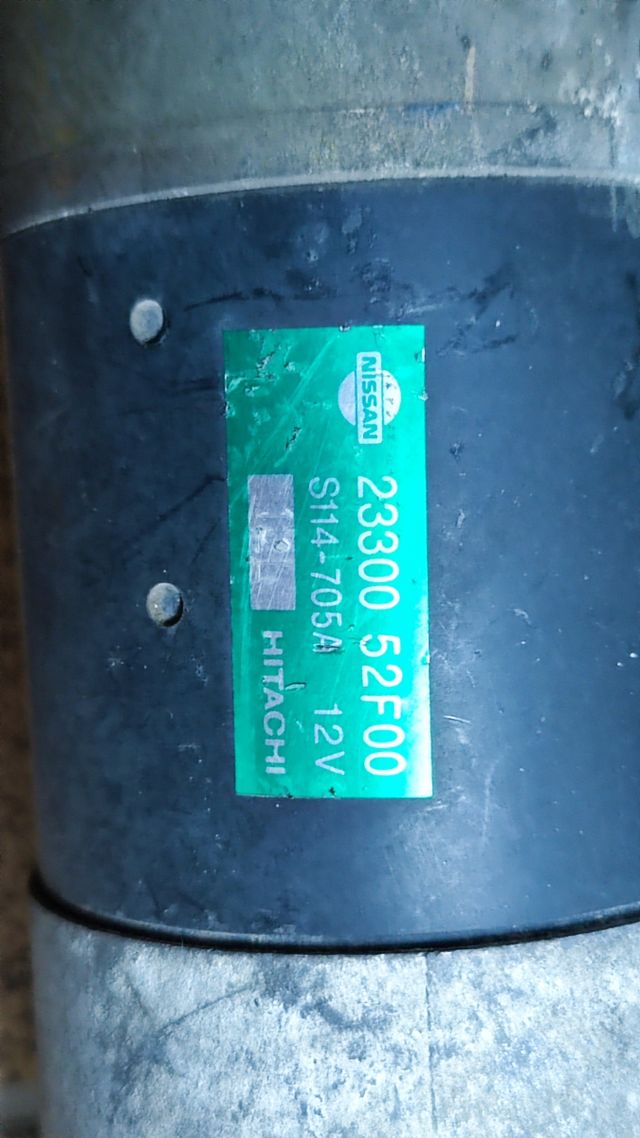 NISSAN
23300 52F00
S114-705A 12V
HITACHI